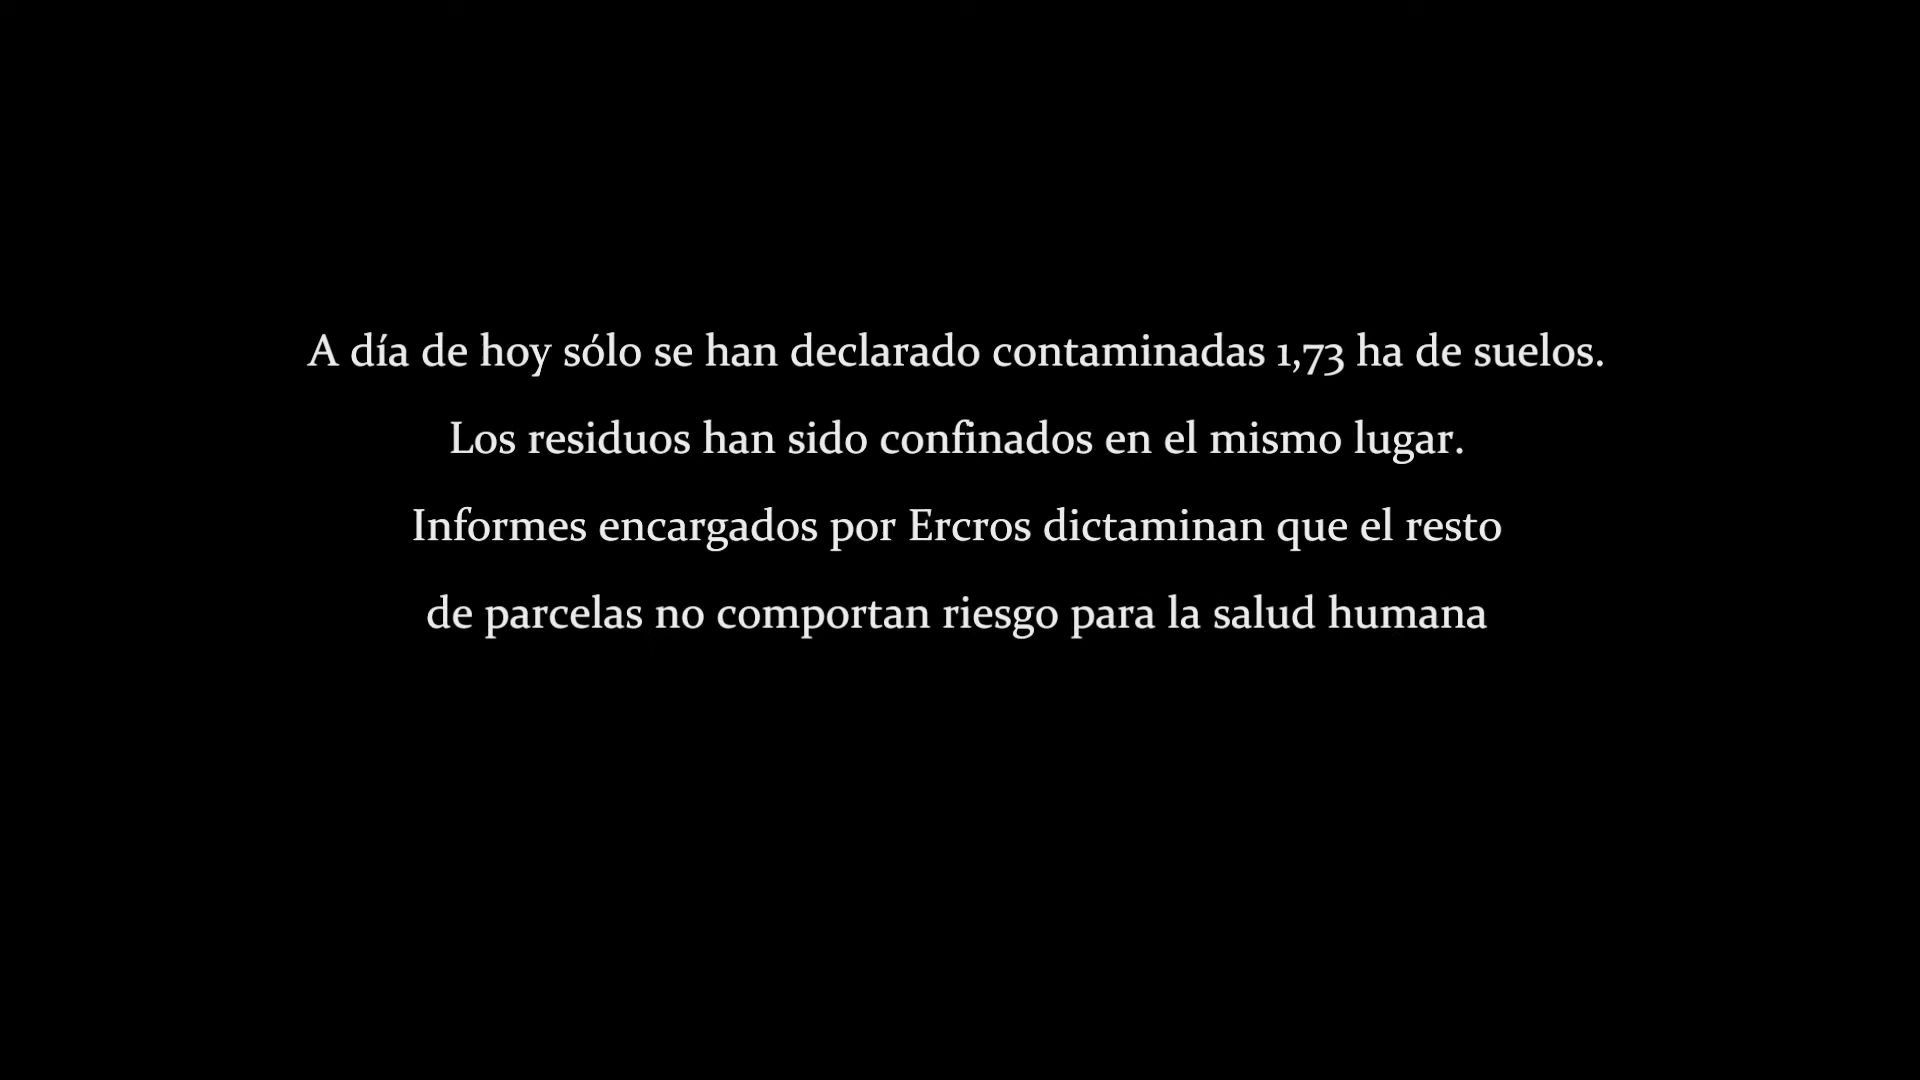 A día de hoy sólo se han declarado contaminadas 1,73 ha de suelos.
Los residuos han sido confinados en el mismo lugar.
Informes encargados por Ercros dictaminan que el resto
de parcelas no comportan riesgo para la salud humana